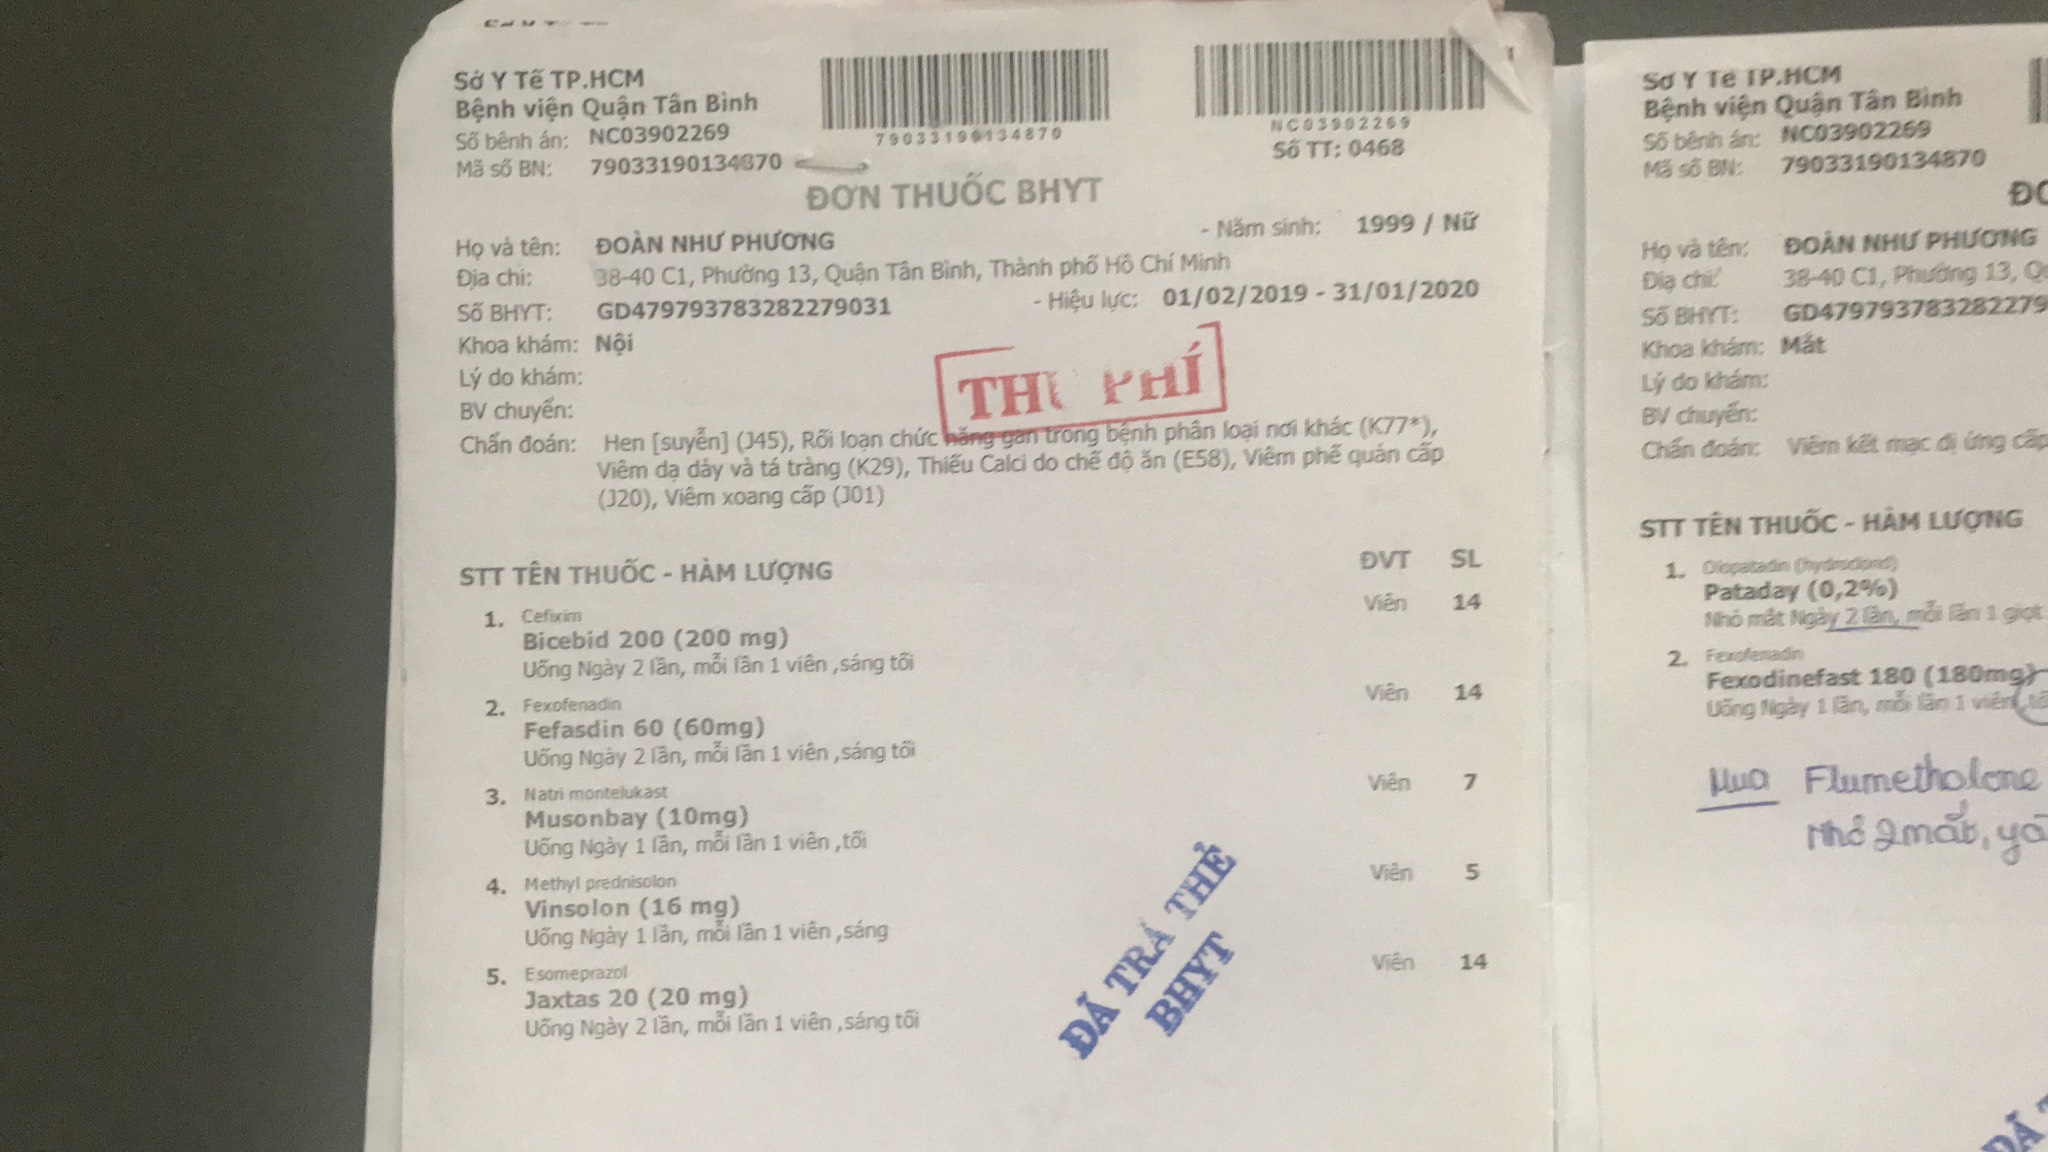 Sở Y Tế TP.HCM
Bệnh viện Quận Tân Bình
Số bệnh án: NC03902269
Mã số BN: 79033190134870
79033190134870
NC03902269
Số TT: 0468
ĐƠN THUỐC BHYT
Họ và tên: ĐOÀN NHƯ PHƯƠNG - Năm sinh: 1999 / Nữ
Địa chỉ: 38-40 C1, Phường 13, Quận Tân Bình, Thành phố Hồ Chí Minh
Số BHYT: GD479793783282279031 - Hiệu lực: 01/02/2019 - 31/01/2020
Khoa khám: Nội
Lý do khám:
BV chuyển:
THU PHÍ
Chẩn đoán: Hen [suyễn] (J45), Rối loạn chức năng gan trong bệnh phân loại nơi khác (K77*),
Viêm dạ dày và tá tràng (K29), Thiếu Calci do chế độ ăn (E58), Viêm phế quản cấp
(J20), Viêm xoang cấp (J01)
STT TÊN THUỐC - HÀM LƯỢNG ĐVT SL
1. Cefixim Viên 14
Bicebid 200 (200 mg)
Uống Ngày 2 lần, mỗi lần 1 viên ,sáng tối
2. Fexofenadin Viên 14
Fefasdin 60 (60mg)
Uống Ngày 2 lần, mỗi lần 1 viên ,sáng tối
3. Natri montelukast Viên 7
Musonbay (10mg)
Uống Ngày 1 lần, mỗi lần 1 viên ,tối
4. Methyl prednisolon Viên 5
Vinsolon (16 mg)
Uống Ngày 1 lần, mỗi lần 1 viên ,sáng
5. Esomeprazol Viên 14
Jaxtas 20 (20 mg)
Uống Ngày 2 lần, mỗi lần 1 viên ,sáng tối
ĐÃ TRẢ THẺ
BHYT
Sở Y Tế TP.HCM
Bệnh viện Quận Tân Bình
Số bệnh án: NC03902269
Mã số BN: 79033190134870
Họ và tên: ĐOÀN NHƯ PHƯƠNG
Địa chỉ: 38-40 C1, Phường 13,
Số BHYT: GD479793783282279
Khoa khám: Mắt
Lý do khám:
BV chuyển:
Chẩn đoán: Viêm kết mạc dị ứng cấp
STT TÊN THUỐC - HÀM LƯỢNG
1. Olopatadin (hydroclorid)
Pataday (0,2%)
Nhỏ mắt Ngày 2 lần, mỗi lần 1 giọt
2. Fexofenadin
Fexodinefast 180 (180mg)
Uống Ngày 1 lần, mỗi lần 1 viên
Mua Flumetholone
Nhỏ 2 mắt,
ĐÃ